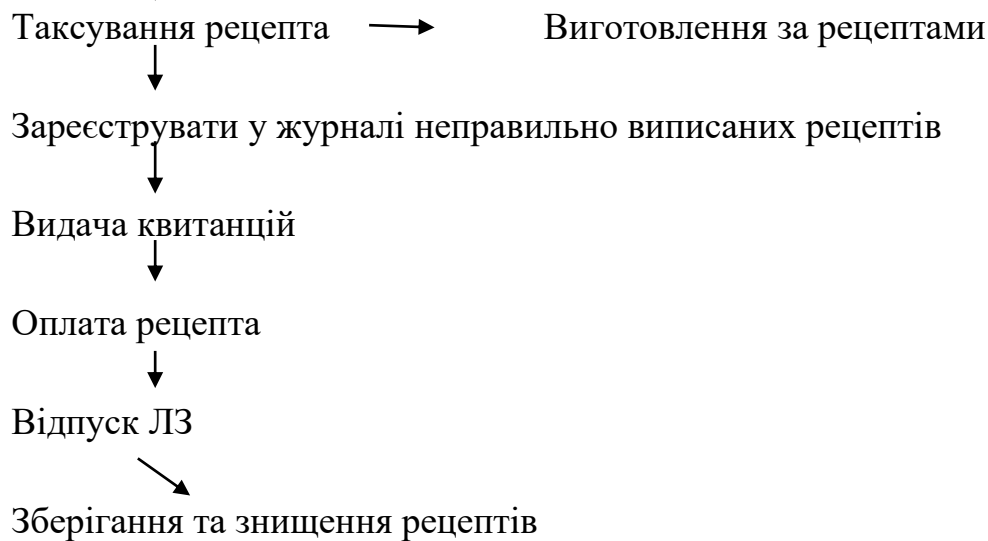 Таксування рецепта Виготовлення за рецептами
Зареєструвати у журналі неправильно виписаних рецептів
Видача квитанцій
Оплата рецепта
Відпуск ЛЗ
Зберігання та знищення рецептів